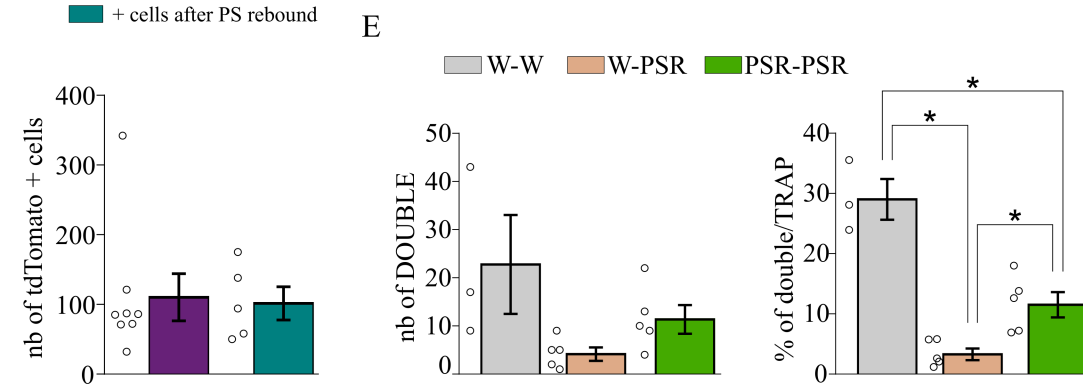 + cells after PS rebound
E
W-W
W-PSR
PSR-PSR
nb of tdTomato + cells
400
300
200
100
0
nb of DOUBLE
50
40
30
20
10
0
% of double/TRAP
40
30
20
10
0
*
*
*